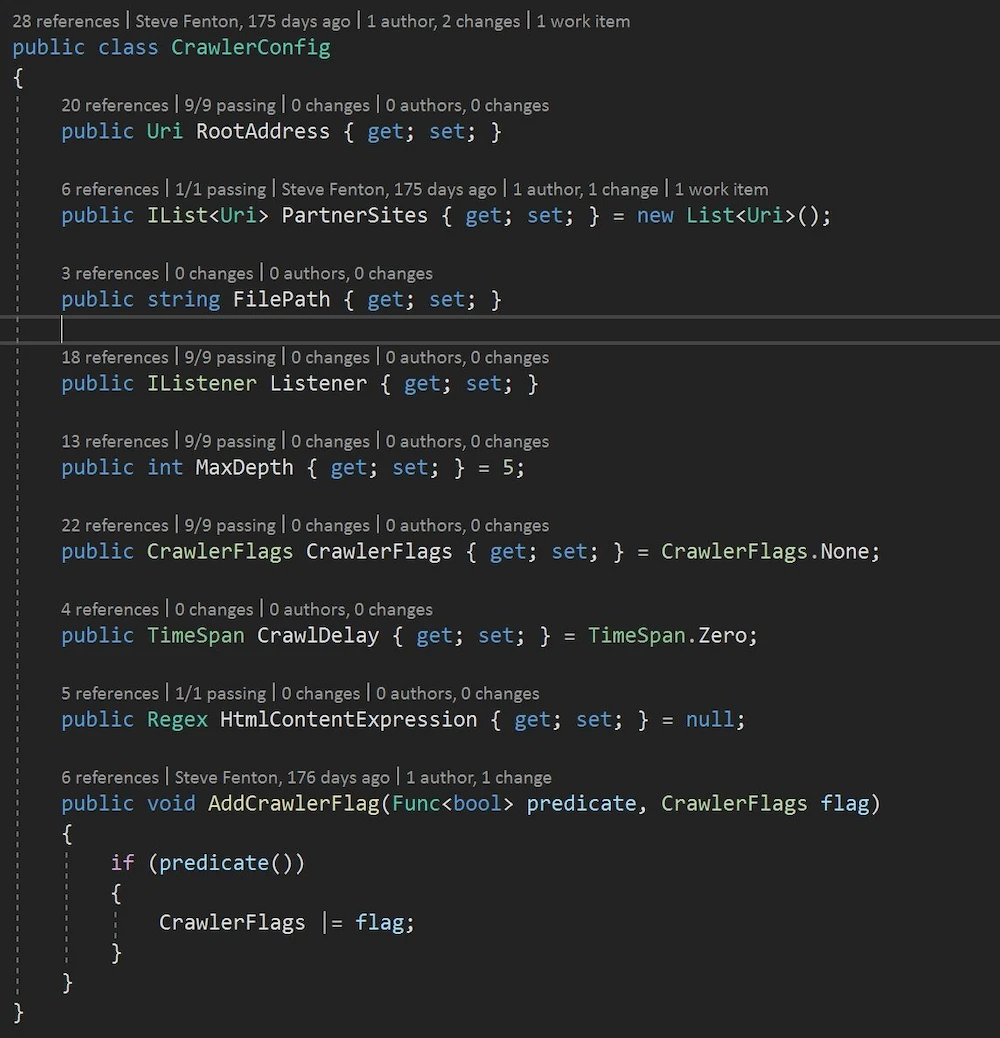 28 references | Steve Fenton, 175 days ago | 1 author, 2 changes | 1 work item
public class CrawlerConfig
{
20 references | 9/9 passing | 0 changes | 0 authors, 0 changes
public Uri RootAddress { get; set; }
6 references | 1/1 passing | Steve Fenton, 175 days ago | 1 author, 1 change | 1 work item
public IList<Uri> PartnerSites { get; set; } = new List<Uri>();
3 references | 0 changes | 0 authors, 0 changes
public string FilePath { get; set; }
18 references | 9/9 passing | 0 changes | 0 authors, 0 changes
public IListener Listener { get; set; }
13 references | 9/9 passing | 0 changes | 0 authors, 0 changes
public int MaxDepth { get; set; } = 5;
22 references | 9/9 passing | 0 changes | 0 authors, 0 changes
public CrawlerFlags CrawlerFlags { get; set; } = CrawlerFlags.None;
4 references | 0 changes | 0 authors, 0 changes
public TimeSpan CrawlDelay { get; set; } = TimeSpan.Zero;
5 references | 1/1 passing | 0 changes | 0 authors, 0 changes
public Regex HtmlContentExpression { get; set; } = null;
6 references | Steve Fenton, 176 days ago | 1 author, 1 change
public void AddCrawlerFlag(Func<bool> predicate, CrawlerFlags flag)
{
if (predicate())
{
CrawlerFlags |= flag;
}
}
}